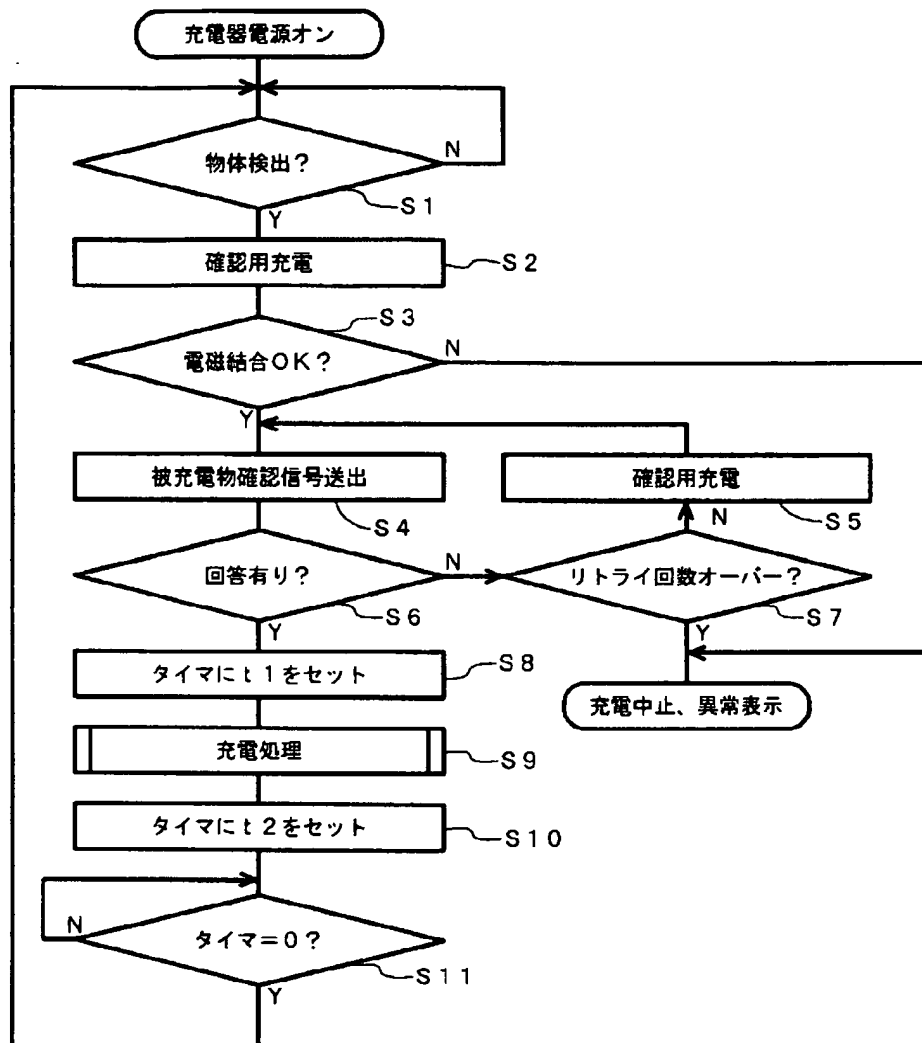 充電器電源オン
物体検出？
N
S1
Y
確認用充電
S2
S3
電磁結合OK？
N
Y
被充電物確認信号送出
S4
確認用充電
S5
N
回答有り？
N
S6
Y
リトライ回数オーバー？
S7
Y
タイマにt1をセット
S8
充電中止、異常表示
充電処理
S9
タイマにt2をセット
S10
N
タイマ＝0？
S11
Y